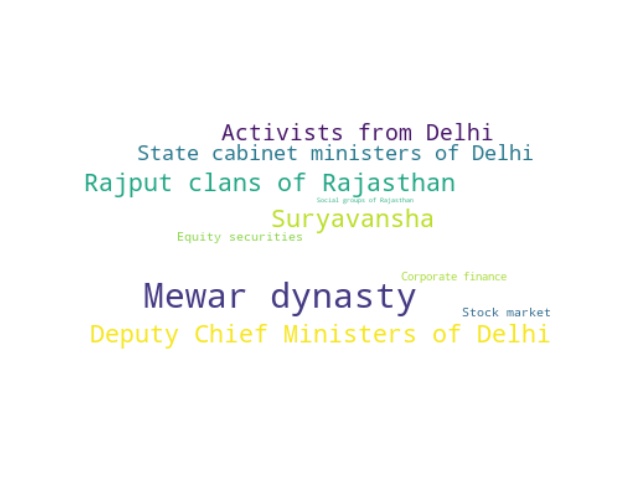 Activists from Delhi
State cabinet ministers of Delhi
Rajput clans of Rajasthan
Social groups of Rajasthan
Suryavansha
Equity securities
Corporate finance
Mewar dynasty
Stock market
Deputy Chief Ministers of Delhi